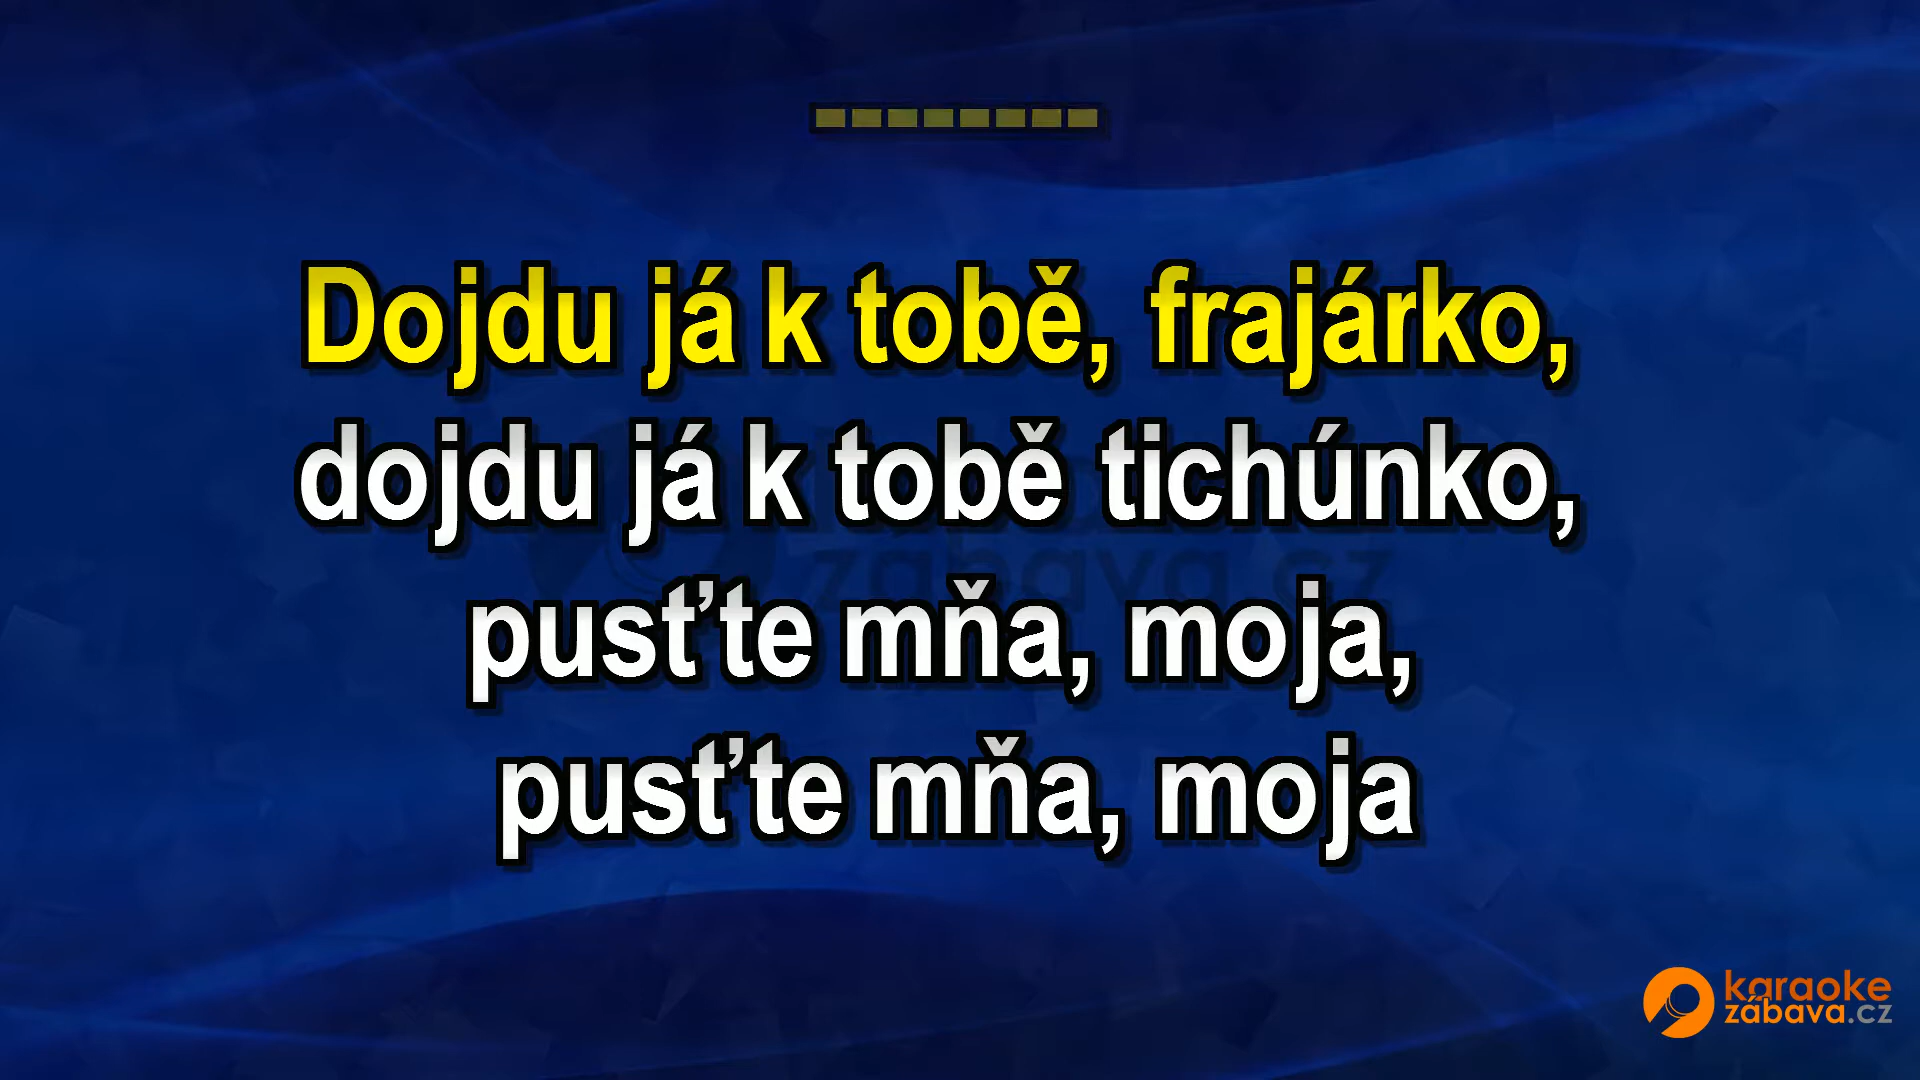 Dojdu já k tobě, frajárko,
dojdu já k tobě tichúnko,
pusťte mňa, moja,
pusťte mňa, moja
karaoke
zábava.cz